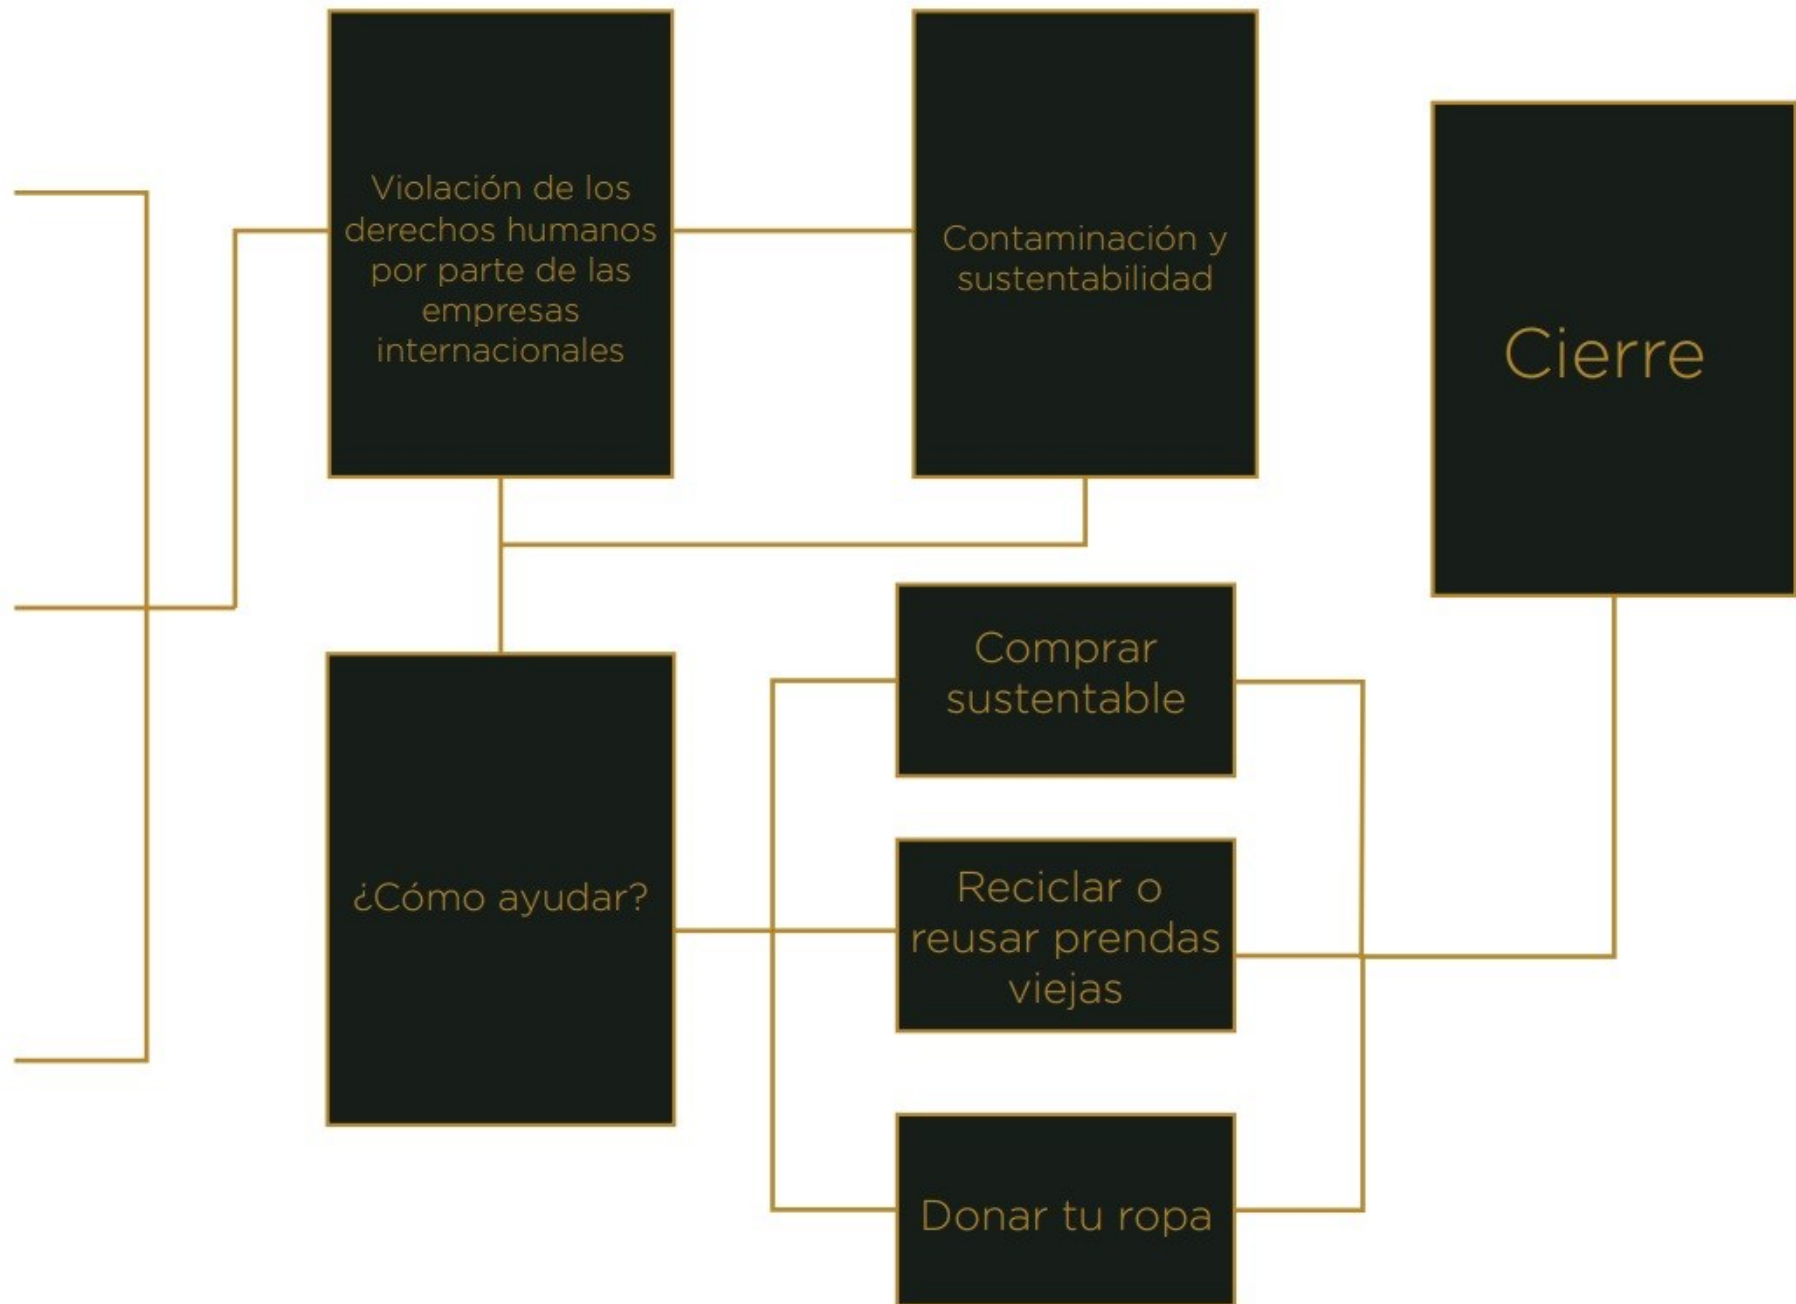 Violación de los
derechos humanos
por parte de las
empresas
internacionales
Contaminación y
sustentabilidad
Cierre
¿Cómo ayudar?
Comprar
sustentable
Reciclar o
reusar prendas
viejas
Donar tu ropa